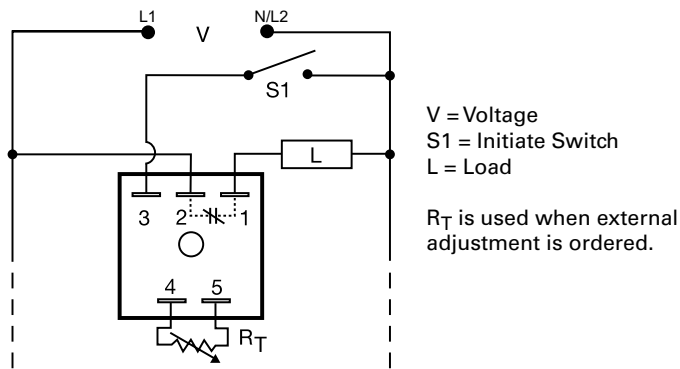 L1 V N/L2
S1
L
3 2 1
4 5
RT
V = Voltage
S1 = Initiate Switch
L = Load
RT is used when external
adjustment is ordered.